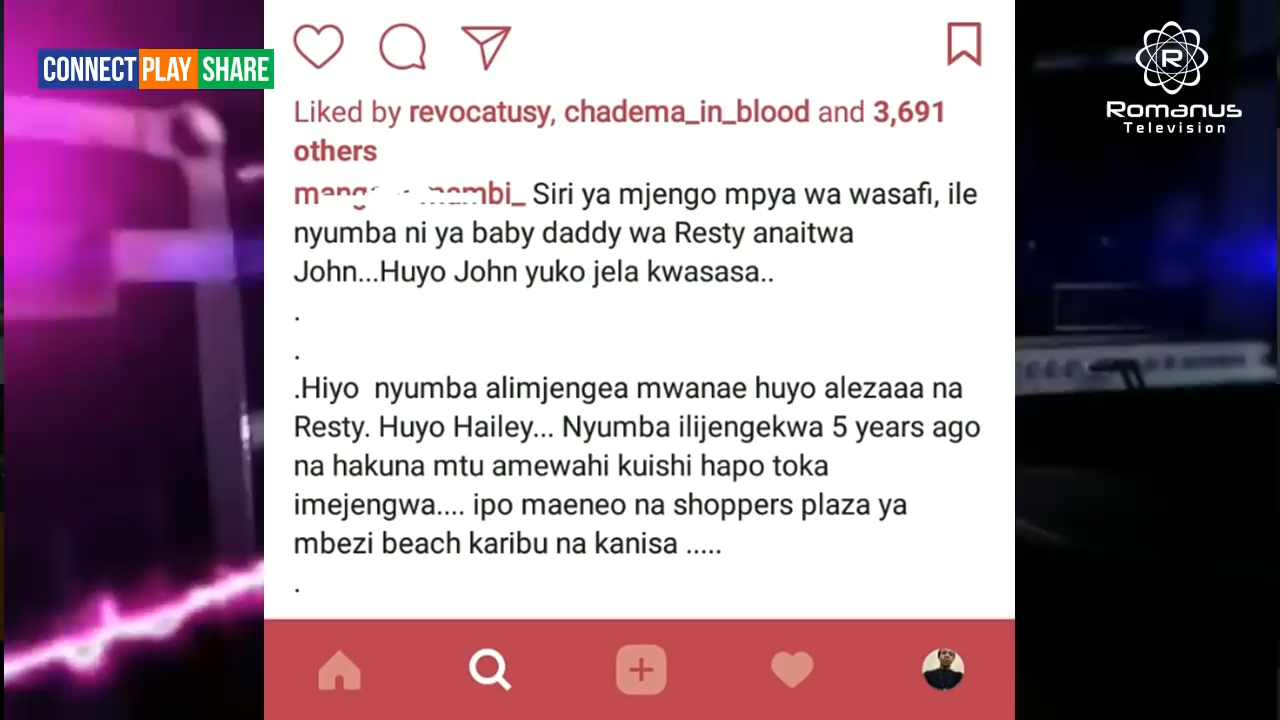 CONNECT PLAY SHARE
R
Romanus
Television
Liked by revocatusy, chadema_in_blood and 3,691
others
Siri ya mjengo mpya wa wasafi, ile
nyumba ni ya baby daddy wa Resty anaitwa
John...Huyo John yuko jela kwasasa..
.
.
.Hiyo nyumba alimjengea mwanae huyo alezaaa na
Resty. Huyo Hailey... Nyumba ilijengekwa 5 years ago
na hakuna mtu amewahi kuishi hapo toka
imejengwa.... ipo maeneo na shoppers plaza ya
mbezi beach karibu na kanisa .....
.